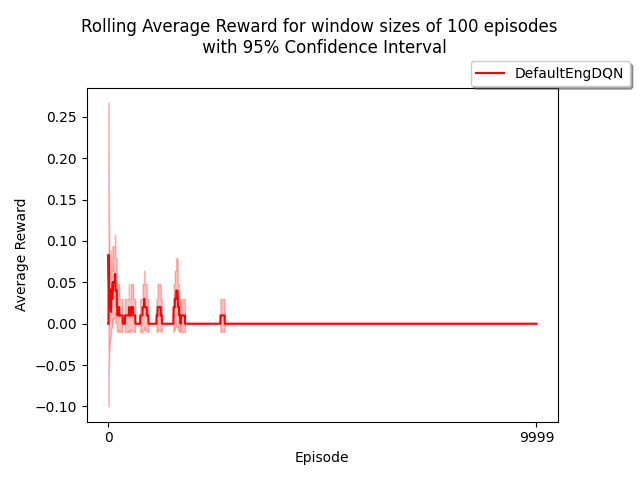 Rolling Average Reward for window sizes of 100 episodes
with 95% Confidence Interval
DefaultEngDQN
0.25
0.20
0.15
0.10
0.05
0.00
−0.05
−0.10
Average Reward
0
9999
Episode